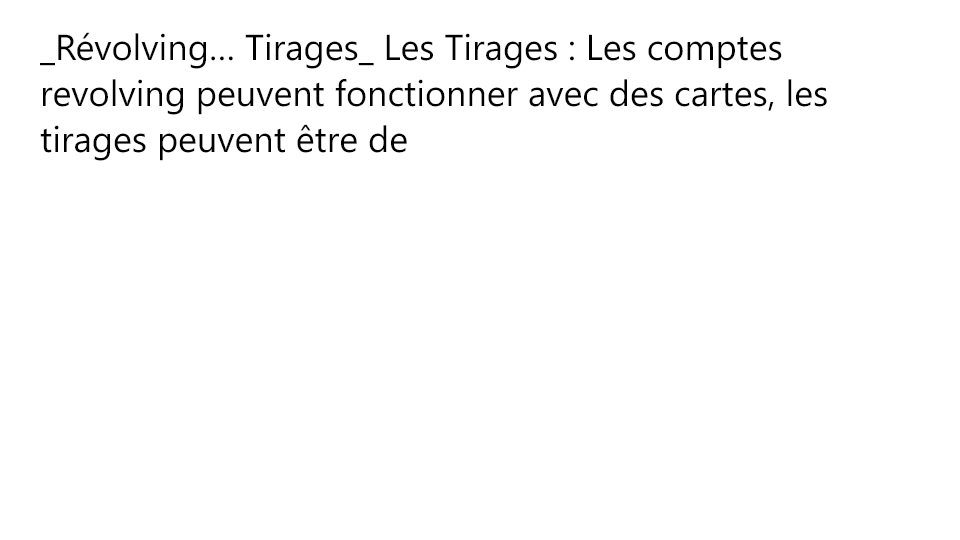 _Révolving... Tirages_ Les Tirages : Les comptes
revolving peuvent fonctionner avec des cartes, les
tirages peuvent être de